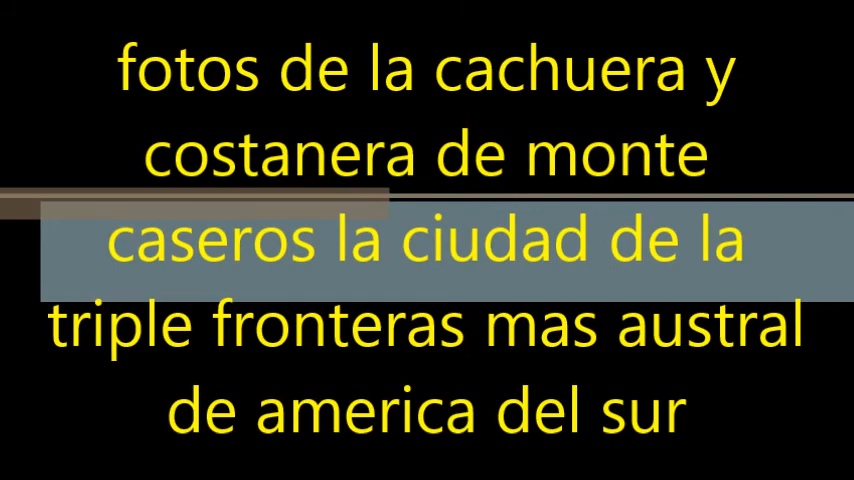 fotos de la cachuera y
costanera de monte
caseros la ciudad de la
triple fronteras mas austral
de america del sur